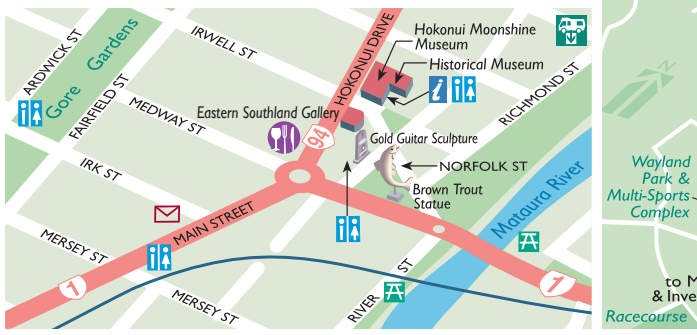 Hokonui Moonshine
Museum
Historical Museum
HOKONUI DRIVE
IRWELL ST
ARDWICK ST
Gore Gardens
FAIRFIELD ST
MEDWAY ST
Eastern Southland Gallery
94
RICHMOND ST
Gold Guitar Sculpture
NORFOLK ST
Brown Trout
Statue
IRK ST
MAIN STREET
Mataura River
MERSEY ST
1
MERSEY ST
RIVER ST
1
Wayland
Park &
Multi-Sports
Complex
to M
& Inve
Racecourse